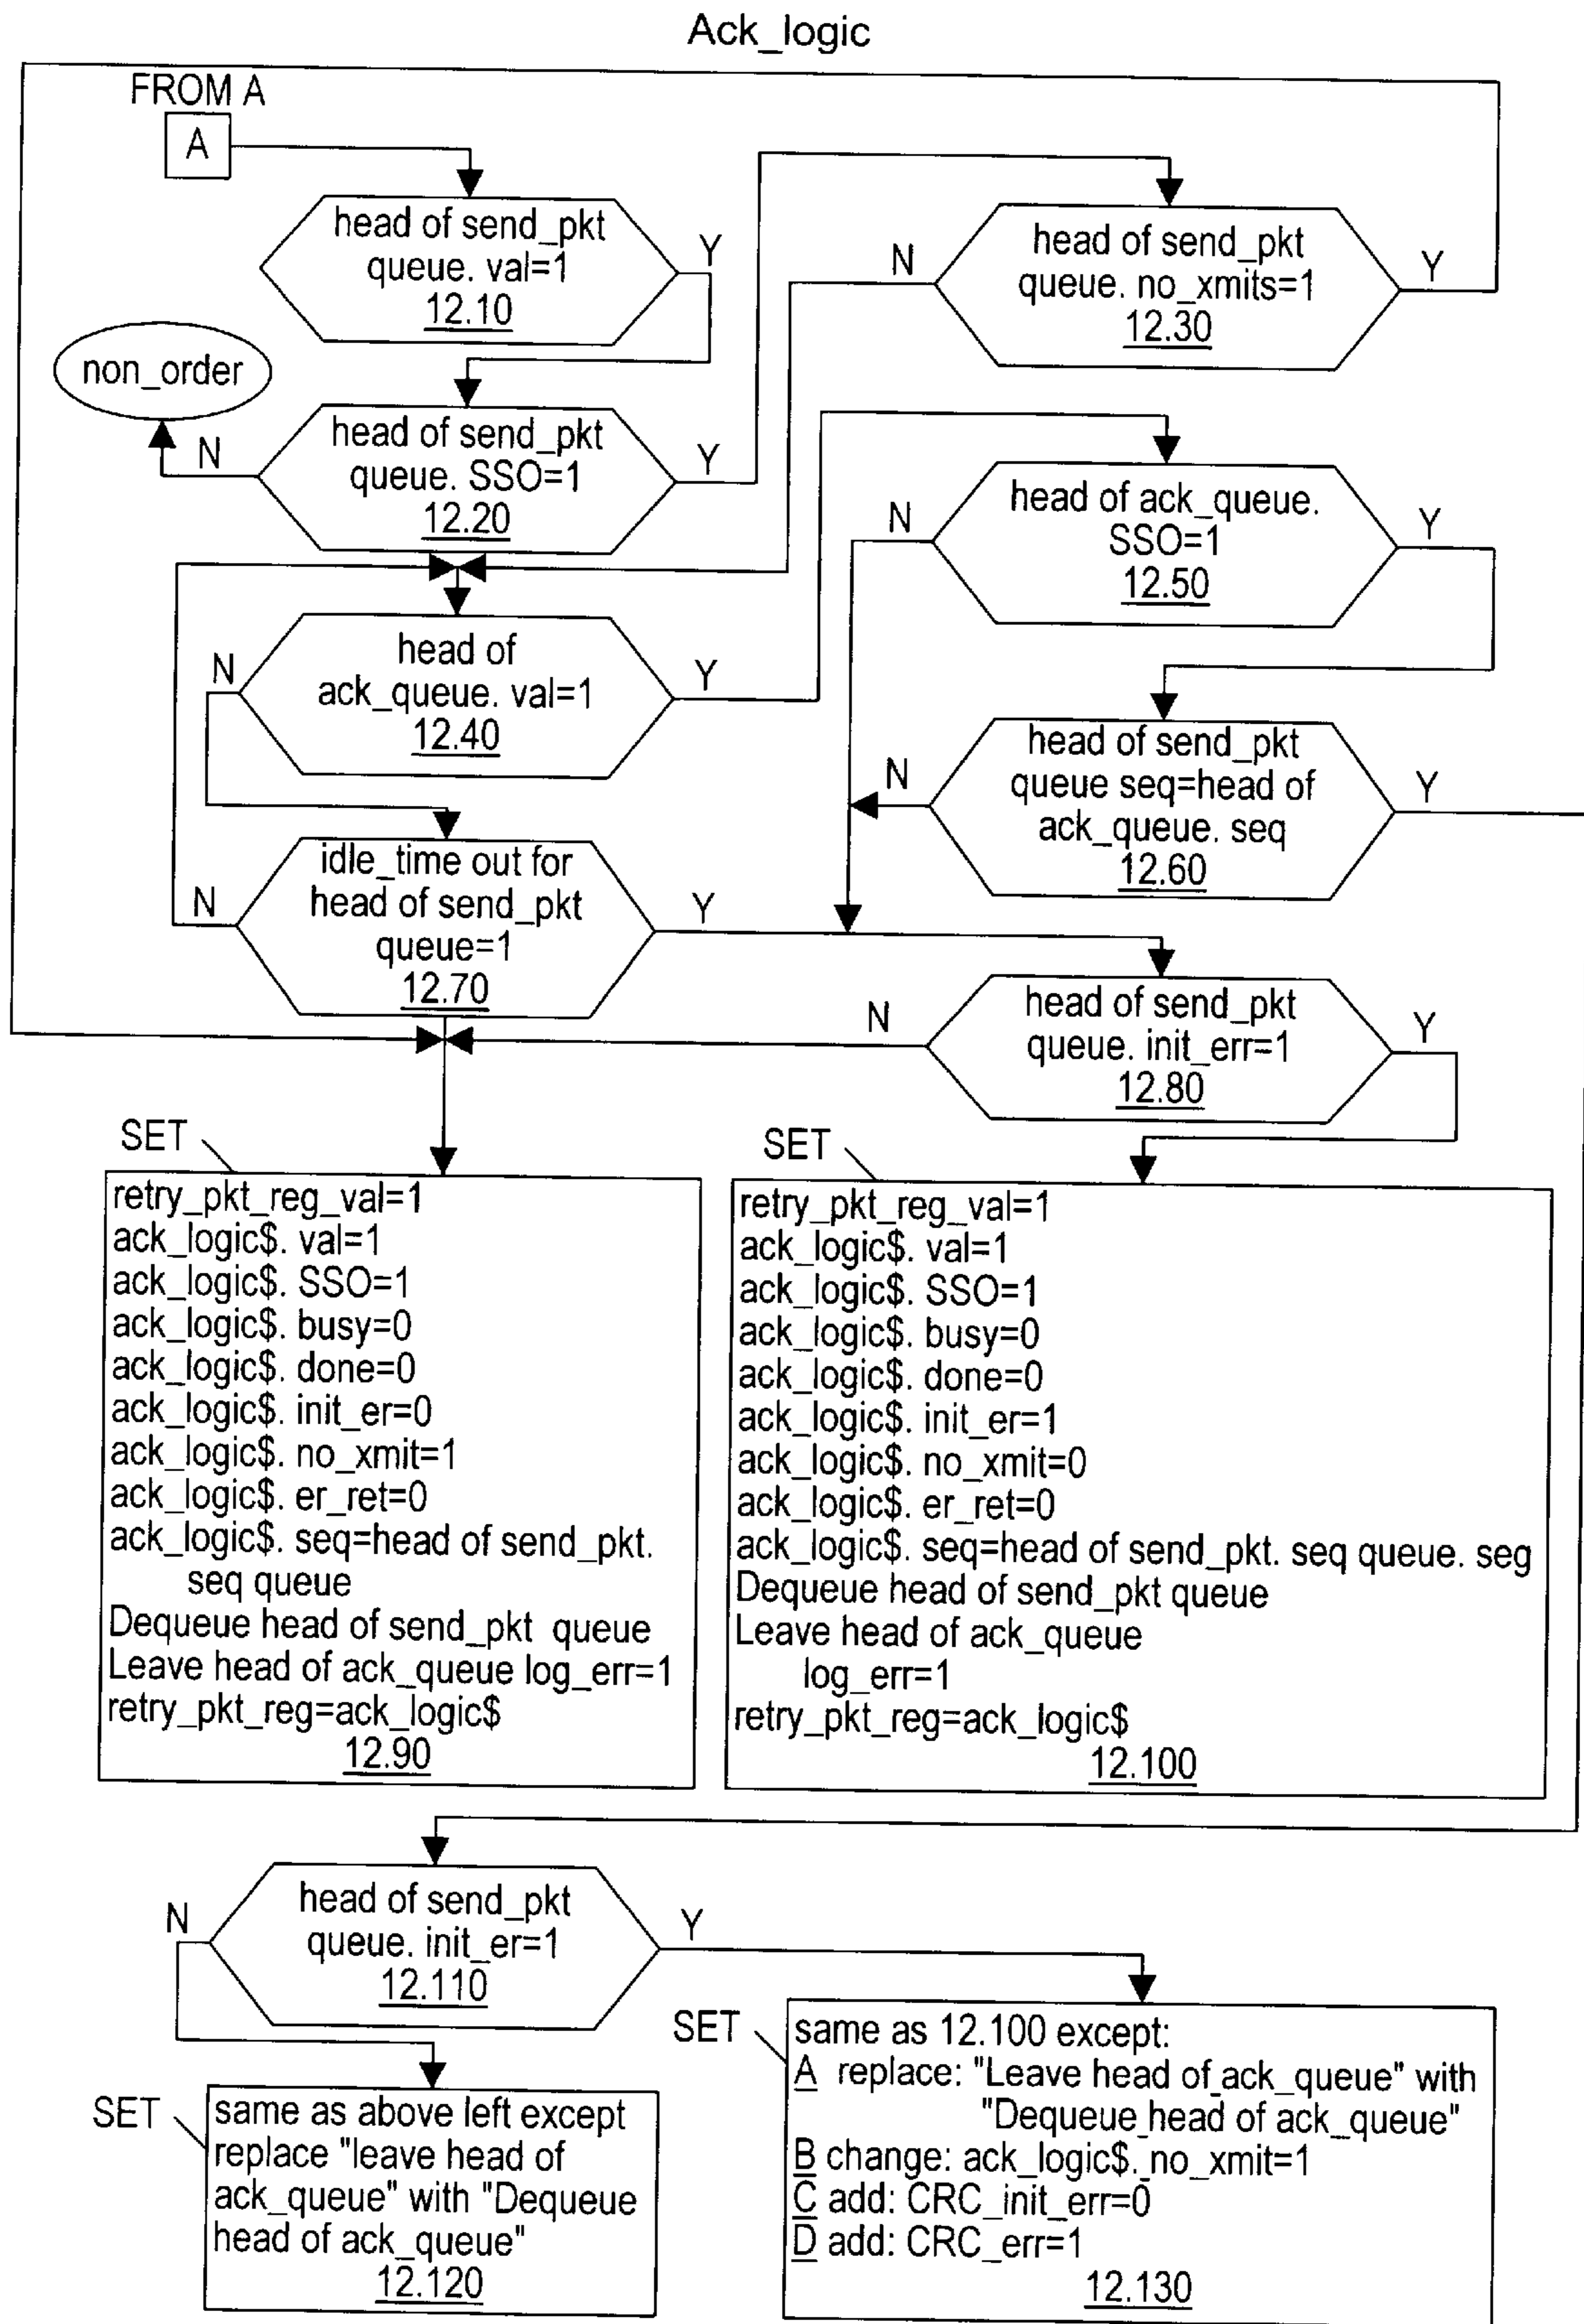 Ack_logic
FROM A
A
head of send_pkt
queue. val=1
12.10
Y
head of send_pkt
queue. no_xmits=1
12.30
N
Y
non_order
head of send_pkt
queue. SSO=1
12.20
N
Y
head of ack_queue.
SSO=1
12.50
N
Y
head of
ack_queue. val=1
12.40
N
Y
head of send_pkt
queue seq=head of
ack_queue. seq
12.60
N
Y
idle_time out for
head of send_pkt
queue=1
12.70
N
Y
head of send_pkt
queue. init_err=1
12.80
N
Y
SET
retry_pkt_reg_val=1
ack_logic$. val=1
ack_logic$. SSO=1
ack_logic$. busy=0
ack_logic$. done=0
ack_logic$. init_er=0
ack_logic$. no_xmit=1
ack_logic$. er_ret=0
ack_logic$. seq=head of send_pkt.
seq queue
Dequeue head of send_pkt queue
Leave head of ack_queue log_err=1
retry_pkt_reg=ack_logic$
12.90
SET
retry_pkt_reg_val=1
ack_logic$. val=1
ack_logic$. SSO=1
ack_logic$. busy=0
ack_logic$. done=0
ack_logic$. init_er=1
ack_logic$. no_xmit=0
ack_logic$. er_ret=0
ack_logic$. seq=head of send_pkt. seq queue. seg
Dequeue head of send_pkt queue
Leave head of ack_queue
log_err=1
retry_pkt_reg=ack_logic$
12.100
head of send_pkt
queue. init_er=1
12.110
N
Y
SET
same as above left except
replace "leave head of
ack_queue" with "Dequeue
head of ack_queue"
12.120
SET
same as 12.100 except:
A replace: "Leave head of ack_queue" with
"Dequeue head of ack_queue"
B change: ack_logic$. no_xmit=1
C add: CRC_init_err=0
D add: CRC_err=1
12.130